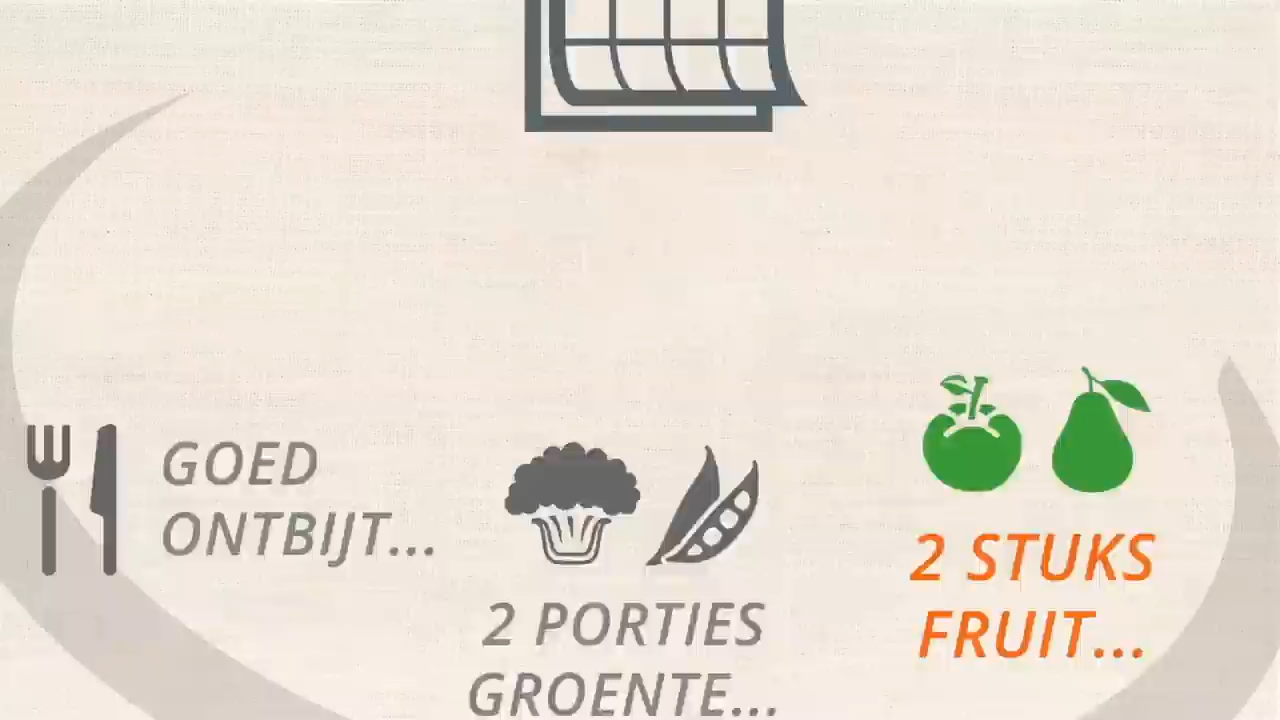 GOED
ONTBIJT...
2 PORTIES
GROENTE...
2 STUKS
FRUIT...